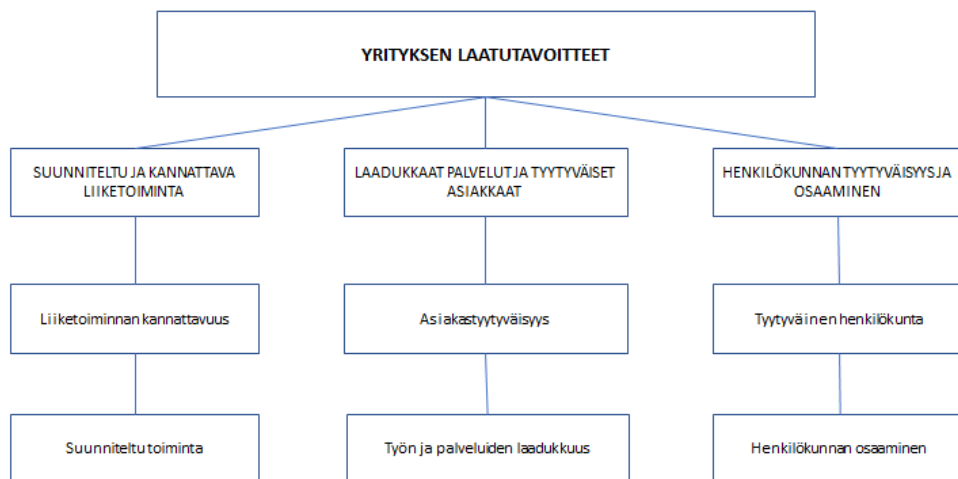 YRITYKSEN LAATUTAVOITTEET
SUUNNITELTU JA KANNATTAVA
LIIKETOIMINTA
LAADUKKAAT PALVELUT JA TYYTYVÄISET
ASIAKKAAT
HENKILÖKUNNAN TYYTYVÄISYYS JA
OSAAMINEN
Liiketoiminnan kannattavuus
Asiakastyytyväisyys
Tyytyväinen henkilökunta
Suunniteltu toiminta
Työn ja palveluiden laadukkuus
Henkilökunnan osaaminen